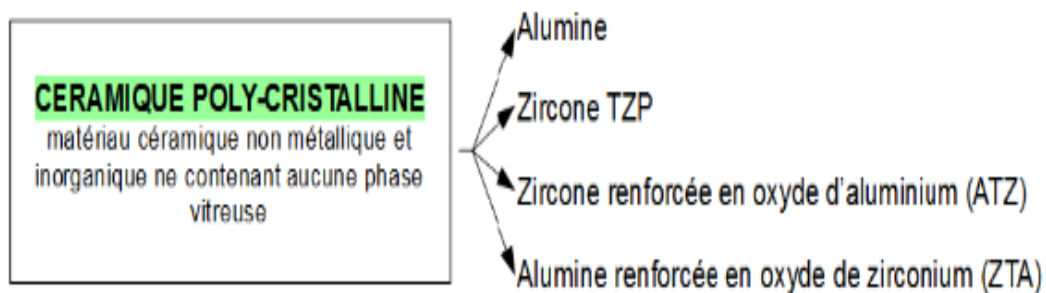 CERAMIQUE POLY-CRISTALLINE
matériau céramique non métallique et
inorganique ne contenant aucune phase
vitreuse
Alumine
Zircone TZP
Zircone renforcée en oxyde d'aluminium (ATZ)
Alumine renforcée en oxyde de zirconium (ZTA)